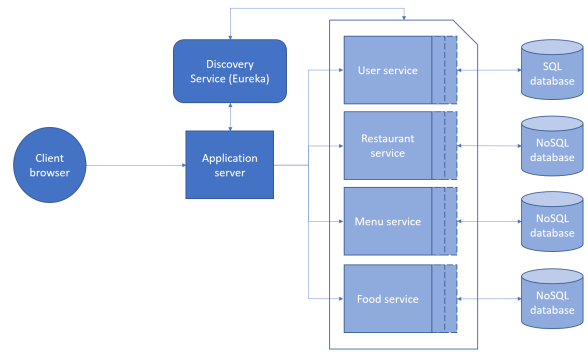 Discovery
Service (Eureka)
Client
browser
Application
server
User service
Restaurant
service
Menu service
Food service
SQL
database
NoSQL
database
NoSQL
database
NoSQL
database